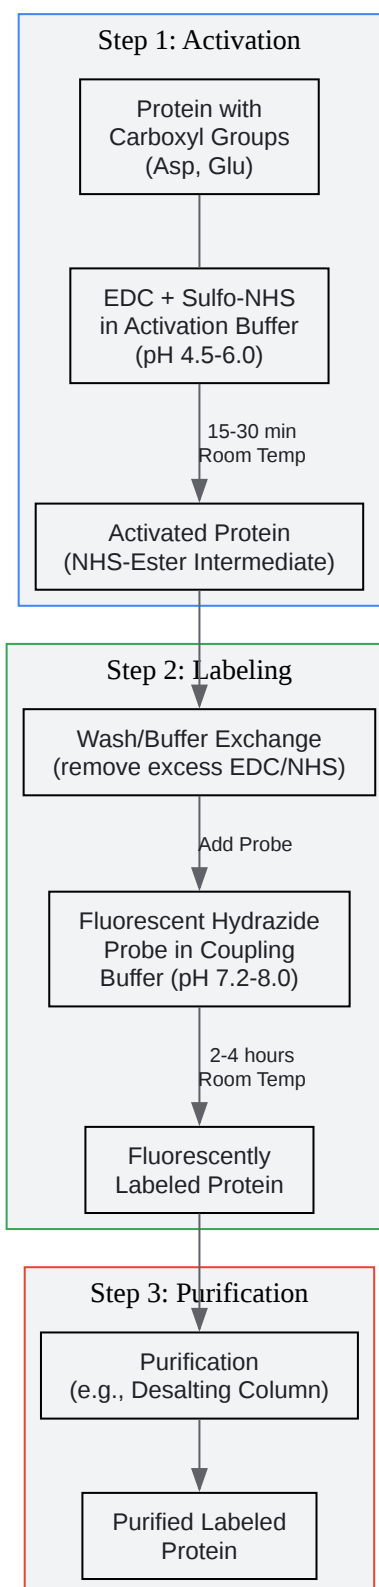 Step 1: Activation
Protein with
Carboxyl Groups
(Asp, Glu)
EDC + Sulfo-NHS
in Activation Buffer
(pH 4.5-6.0)
15-30 min
Room Temp
Activated Protein
(NHS-Ester Intermediate)
Step 2: Labeling
Wash/Buffer Exchange
(remove excess EDC/NHS)
Add Probe
Fluorescent Hydrazide
Probe in Coupling
Buffer (pH 7.2-8.0)
2-4 hours
Room Temp
Fluorescently
Labeled Protein
Step 3: Purification
Purification
(e.g., Desalting Column)
Purified Labeled
Protein